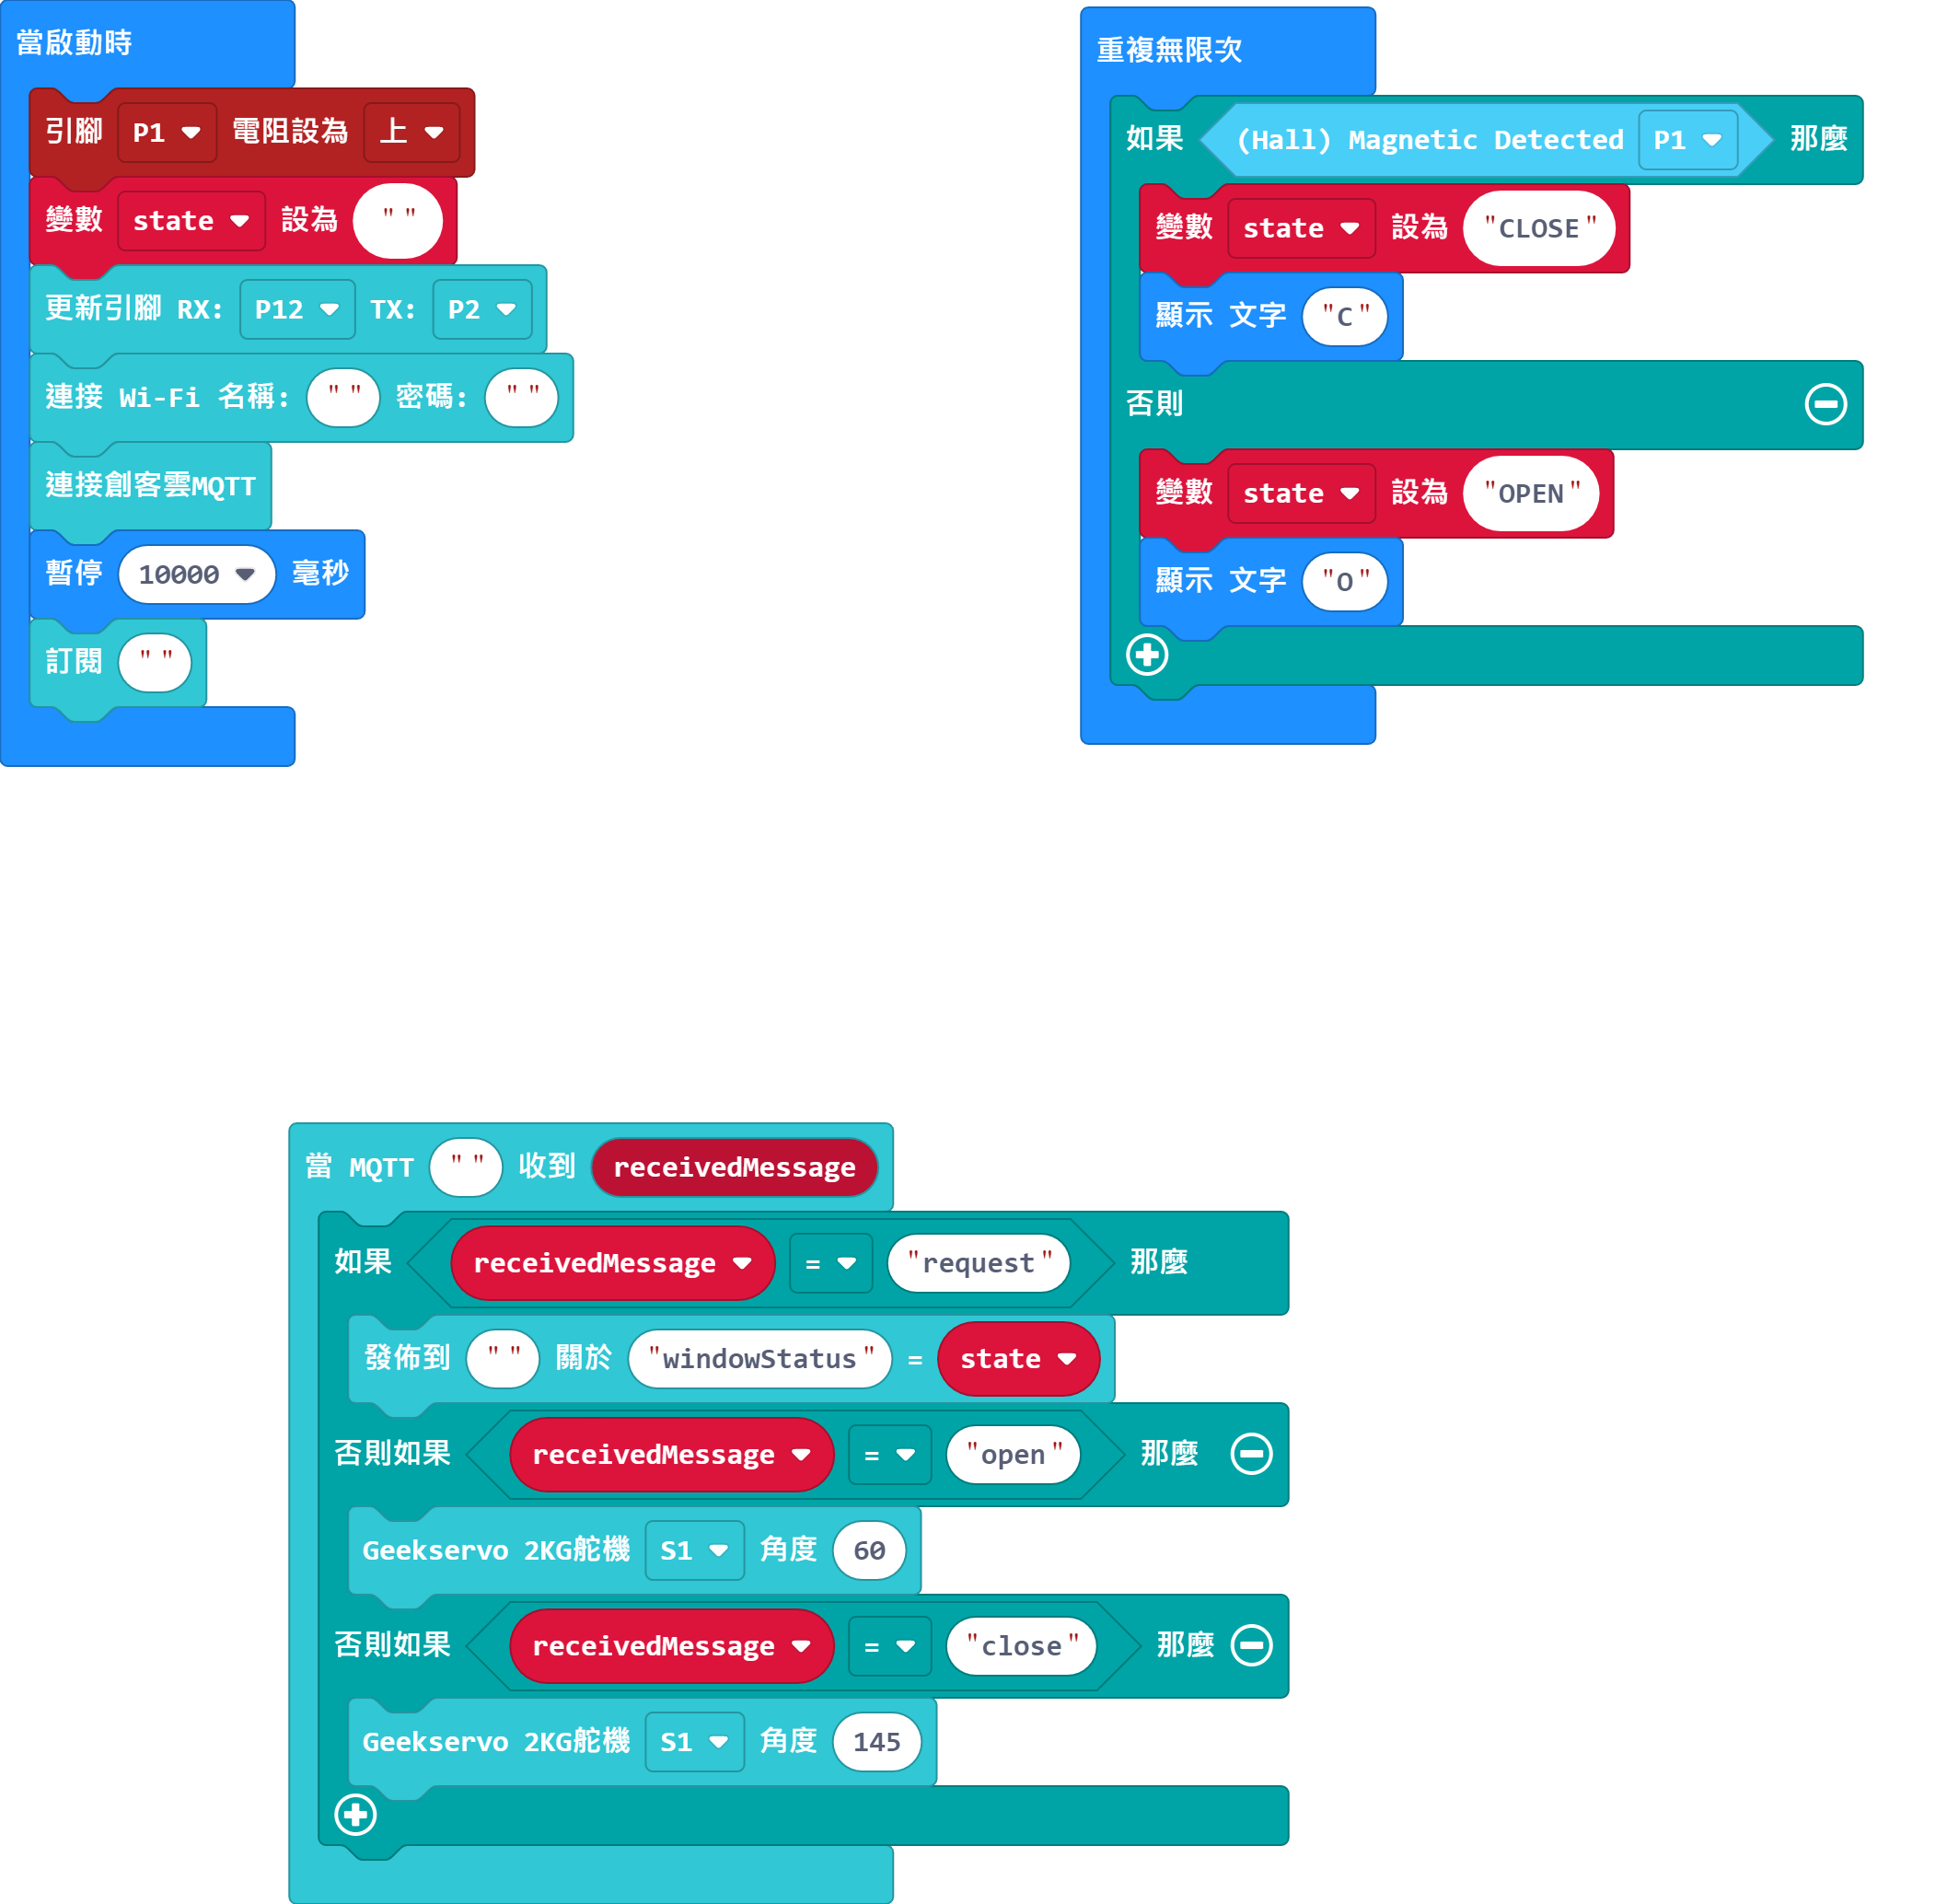 當啟動時
引腳 P1 電阻設為 上
變數 state 設為 " "
更新引腳 RX: P12 TX: P2
連接 Wi-Fi 名稱: " " 密碼: " "
連接創客雲MQTT
暫停 10000 毫秒
訂閱 " "
重複無限次
如果 (Hall) Magnetic Detected P1 那麼
變數 state 設為 "CLOSE"
顯示 文字 "C"
否則
變數 state 設為 "OPEN"
顯示 文字 "O"
當 MQTT " " 收到 receivedMessage
如果 receivedMessage = "request" 那麼
發佈到 " " 關於 "windowStatus" = state
否則如果 receivedMessage = "open" 那麼
Geekservo 2KG舵機 S1 角度 60
否則如果 receivedMessage = "close" 那麼
Geekservo 2KG舵機 S1 角度 145